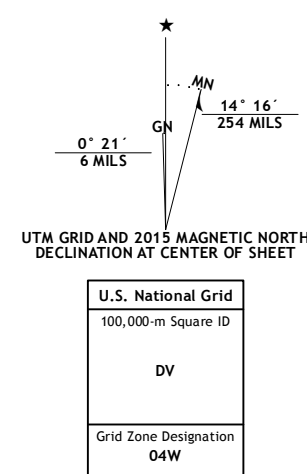 MN
GN
14° 16´
254 MILS
0° 21´
6 MILS
UTM GRID AND 2015 MAGNETIC NORTH
DECLINATION AT CENTER OF SHEET
U.S. National Grid
100,000-m Square ID
DV
Grid Zone Designation
04W